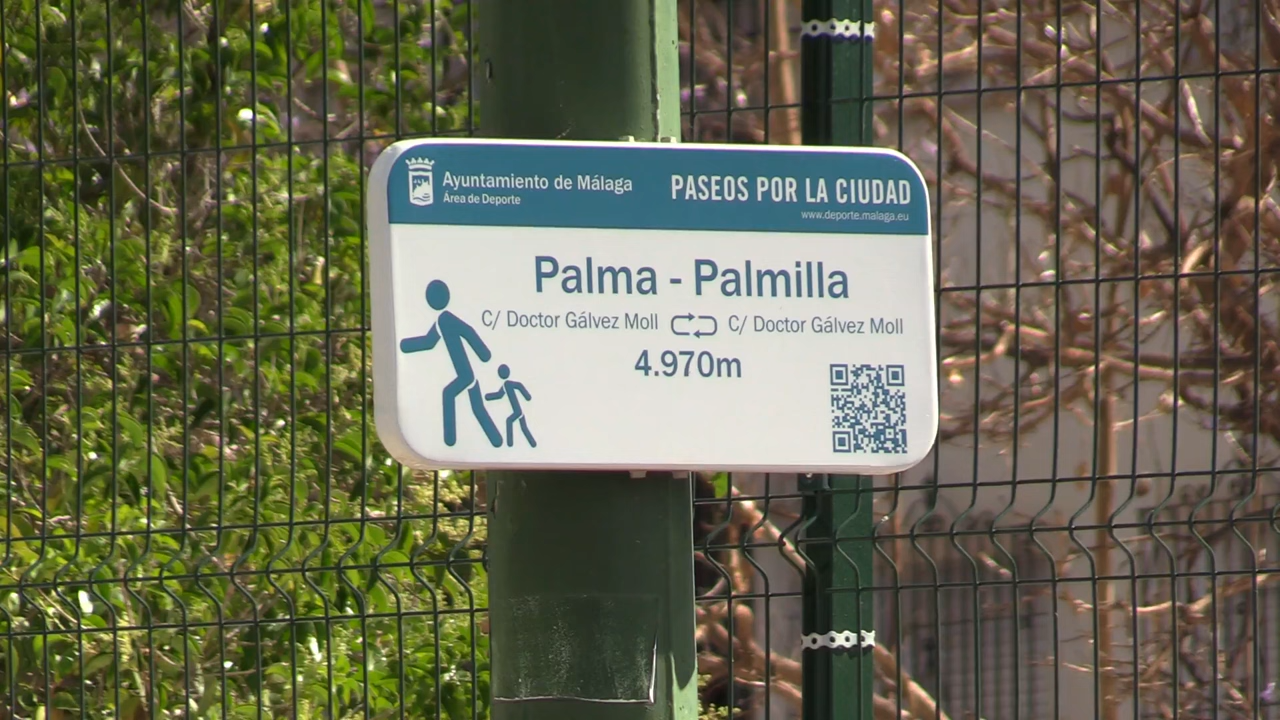 Ayuntamiento de Málaga
Área de Deporte
PASEOS POR LA CIUDAD
www.deporte.malaga.eu
Palma - Palmilla
C/ Doctor Gálvez Moll C/ Doctor Gálvez Moll
4.970m